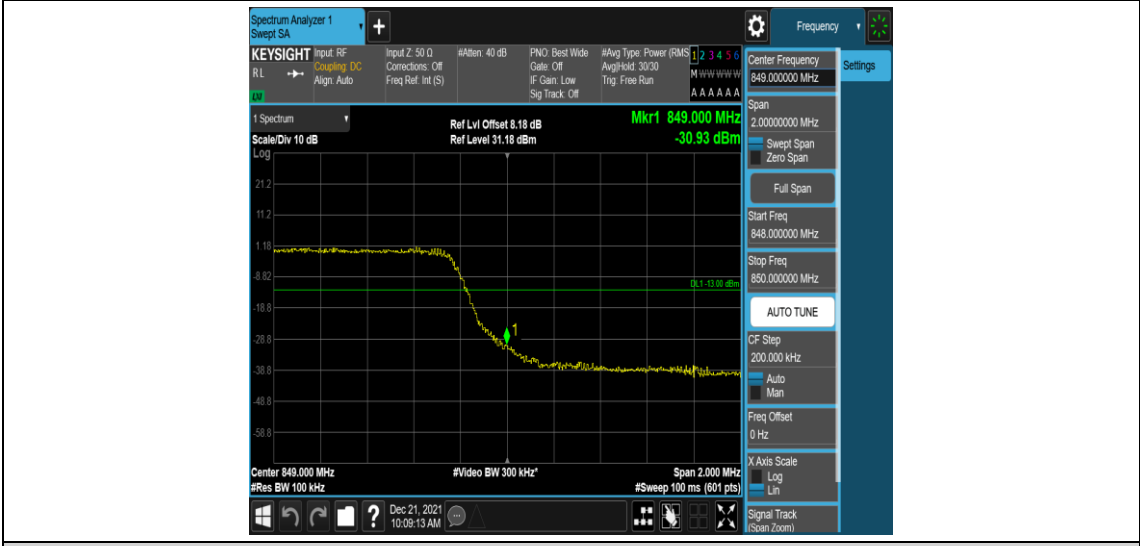 Spectrum Analyzer 1
Swept SA
+
Frequency
KEYSIGHT
RL
LW
Input: RF
Coupling: DC
Align: Auto
Input Z: 50 Ω
Corrections: Off
Freq Ref: Int (S)
#Atten: 40 dB
PNO: Best Wide
Gate: Off
IF Gain: Low
Sig Track: Off
#Avg Type: Power (RMS
Avg|Hold: 30/30
Trig: Free Run
1 2 3 4 5 6
M W W W W W
A A A A A A
1 Spectrum
Scale/Div 10 dB
Log
Ref Lvl Offset 8.18 dB
Ref Level 31.18 dBm
Mkr1 849.000 MHz
-30.93 dBm
21.2
11.2
1.18
-8.82
-18.8
-28.8
-38.8
-48.8
-58.8
DL1 -13.00 dBm
1
Center 849.000 MHz
#Res BW 100 kHz
#Video BW 300 kHz*
Span 2.000 MHz
#Sweep 100 ms (601 pts)
?
Dec 21, 2021
10:09:13 AM
Center Frequency
849.000000 MHz
Span
2.00000000 MHz
Swept Span
Zero Span
Full Span
Start Freq
848.000000 MHz
Stop Freq
850.000000 MHz
AUTO TUNE
CF Step
200.000 kHz
Auto
Man
Freq Offset
0 Hz
X Axis Scale
Log
Lin
Signal Track
(Span Zoom)
Settings